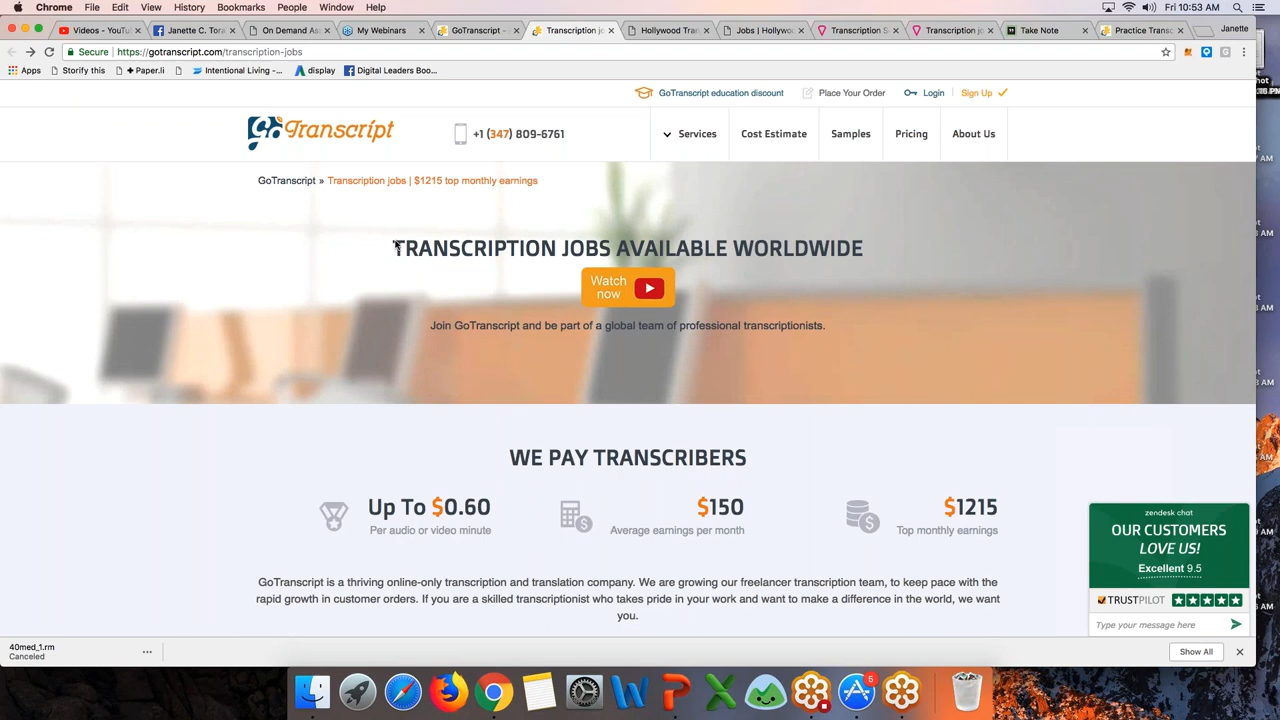 Chrome File Edit View History Bookmarks People Window Help Fri 10:53 AM
Videos - YouTu
Janette C. Tora
On Demand As
My Webinars
GoTranscript -
Transcription jo
Hollywood Tran
Jobs | Hollywoo
Transcription S
Transcription jo
Take Note
Practice Transc
Janette
Secure https://gotranscript.com/transcription-jobs
Apps Storify this + Paper.li Intentional Living -... display Digital Leaders Boo...
GoTranscript education discount Place Your Order Login Sign Up
GoTranscript +1 (347) 809-6761 Services Cost Estimate Samples Pricing About Us
GoTranscript » Transcription jobs | $1215 top monthly earnings
TRANSCRIPTION JOBS AVAILABLE WORLDWIDE
Watch
now
Join GoTranscript and be part of a global team of professional transcriptionists.
WE PAY TRANSCRIBERS
Up To $0.60 $150 $1215
Per audio or video minute Average earnings per month Top monthly earnings
GoTranscript is a thriving online-only transcription and translation company. We are growing our freelancer transcription team, to keep pace with the
rapid growth in customer orders. If you are a skilled transcriptionist who takes pride in your work and want to make a difference in the world, we want
you.
zendesk chat
OUR CUSTOMERS
LOVE US!
Excellent 9.5
TRUSTPILOT
Type your message here
40med_1.rm
Canceled
Show All
5